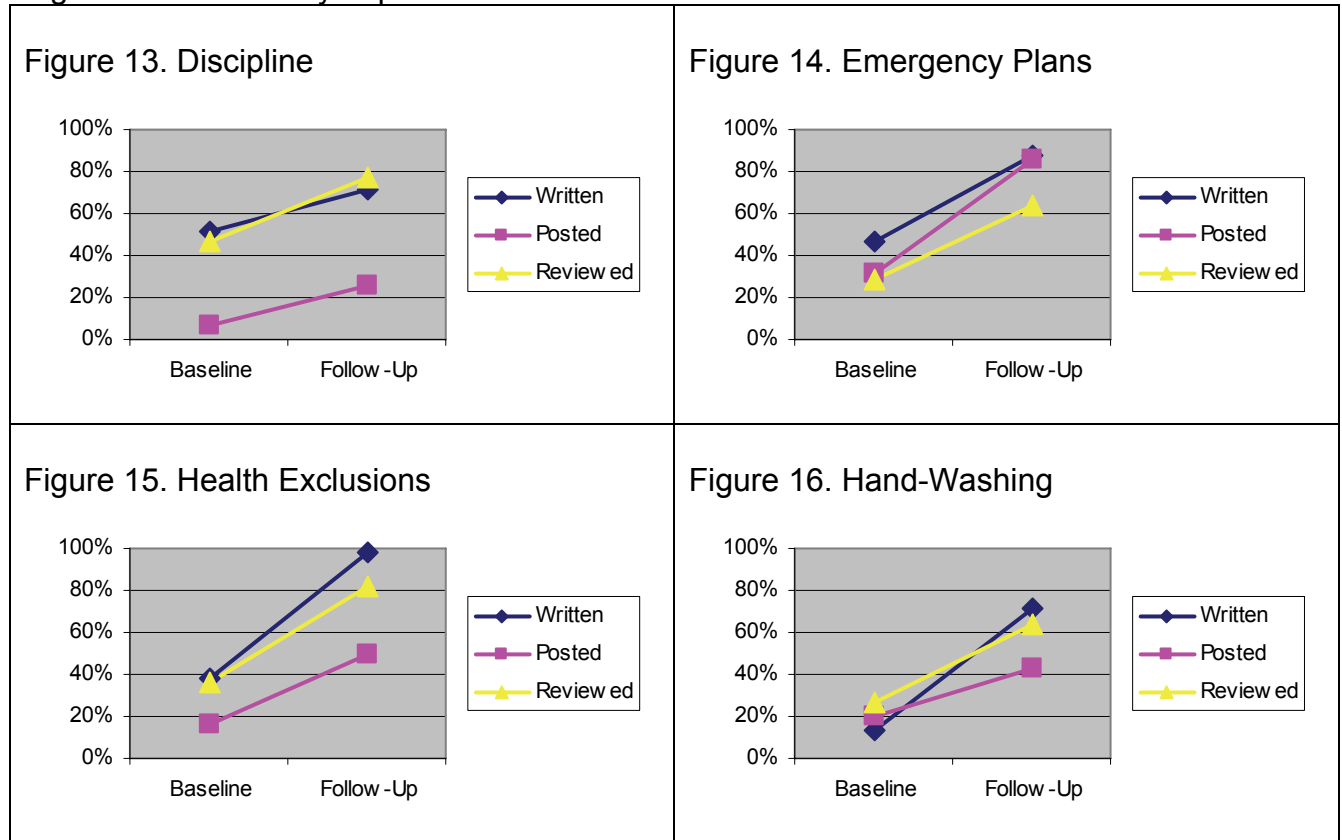 Figure 13. Discipline
100%
80%
60%
40%
20%
0%
Baseline Follow -Up
Written
Posted
Review ed
Figure 14. Emergency Plans
100%
80%
60%
40%
20%
0%
Baseline Follow -Up
Written
Posted
Review ed
Figure 15. Health Exclusions
100%
80%
60%
40%
20%
0%
Baseline Follow -Up
Written
Posted
Review ed
Figure 16. Hand-Washing
100%
80%
60%
40%
20%
0%
Baseline Follow -Up
Written
Posted
Review ed